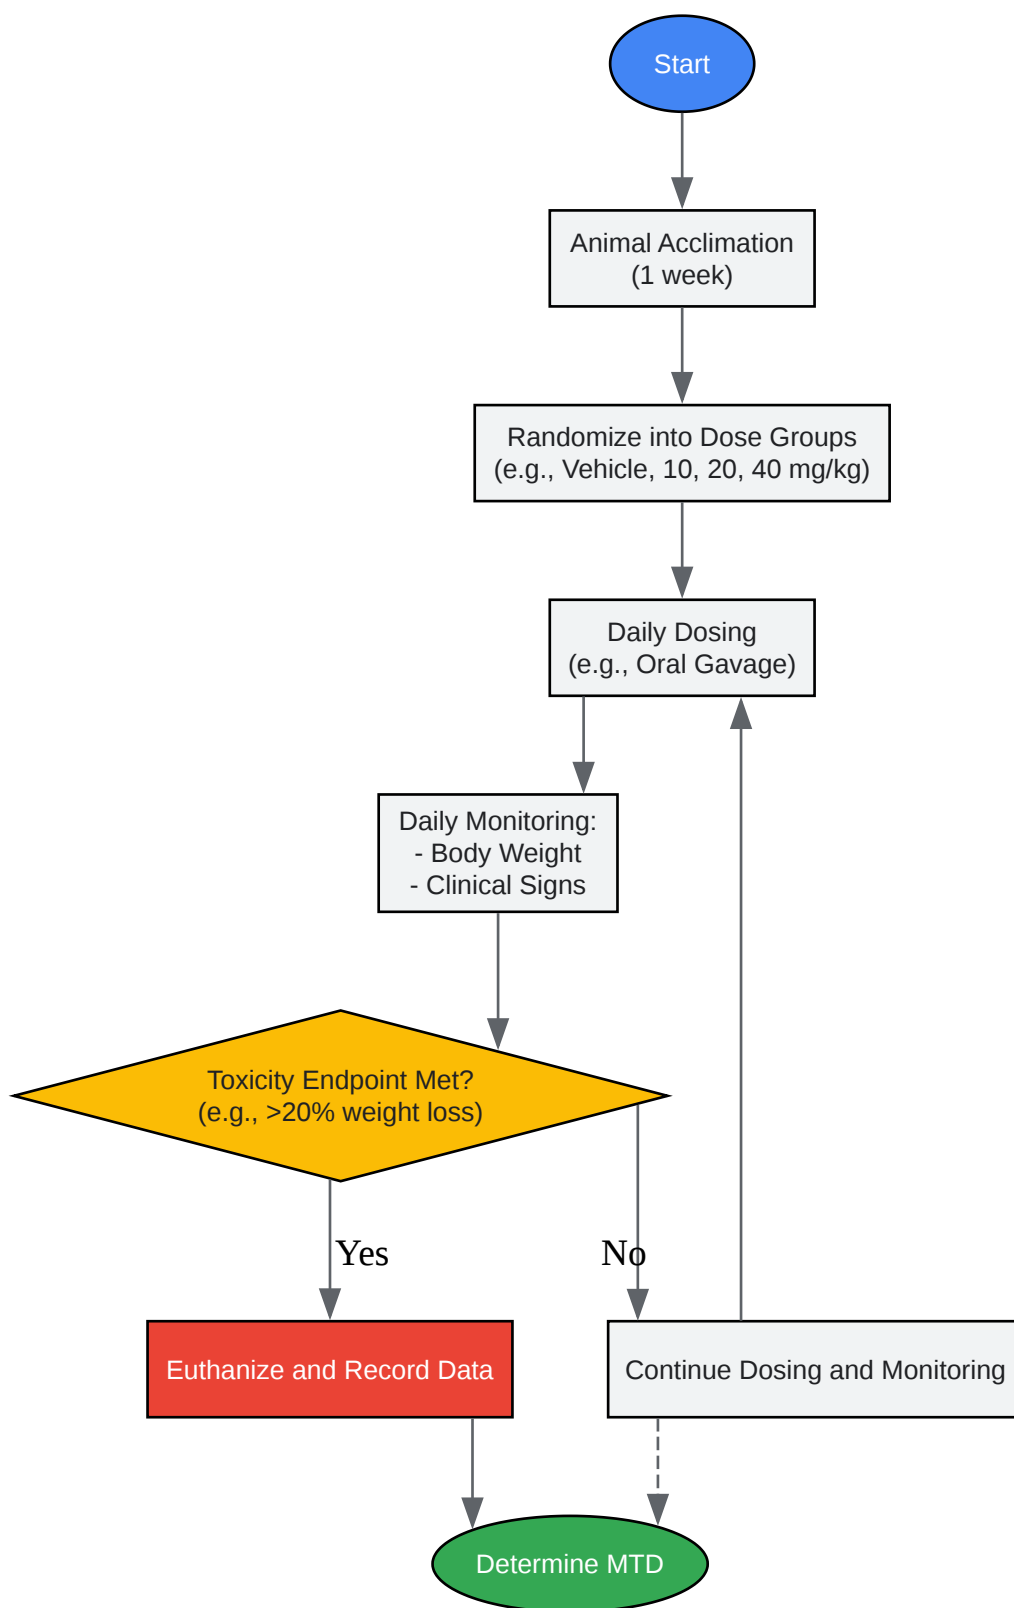 Start
Animal Acclimation
(1 week)
Randomize into Dose Groups
(e.g., Vehicle, 10, 20, 40 mg/kg)
Daily Dosing
(e.g., Oral Gavage)
Daily Monitoring:
- Body Weight
- Clinical Signs
Toxicity Endpoint Met?
(e.g., >20% weight loss)
Yes
No
Euthanize and Record Data
Continue Dosing and Monitoring
Determine MTD